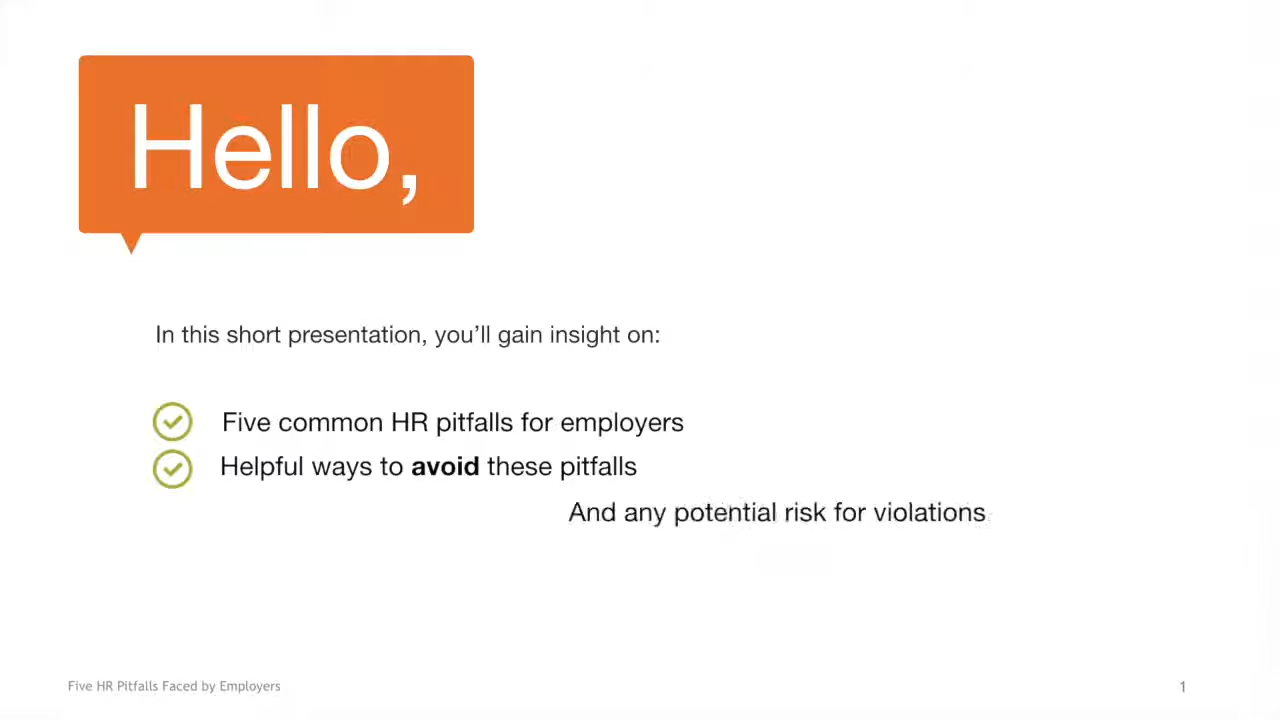 Hello,
In this short presentation, you’ll gain insight on:
Five common HR pitfalls for employers
Helpful ways to avoid these pitfalls
And any potential risk for violations
Five HR Pitfalls Faced by Employers
1